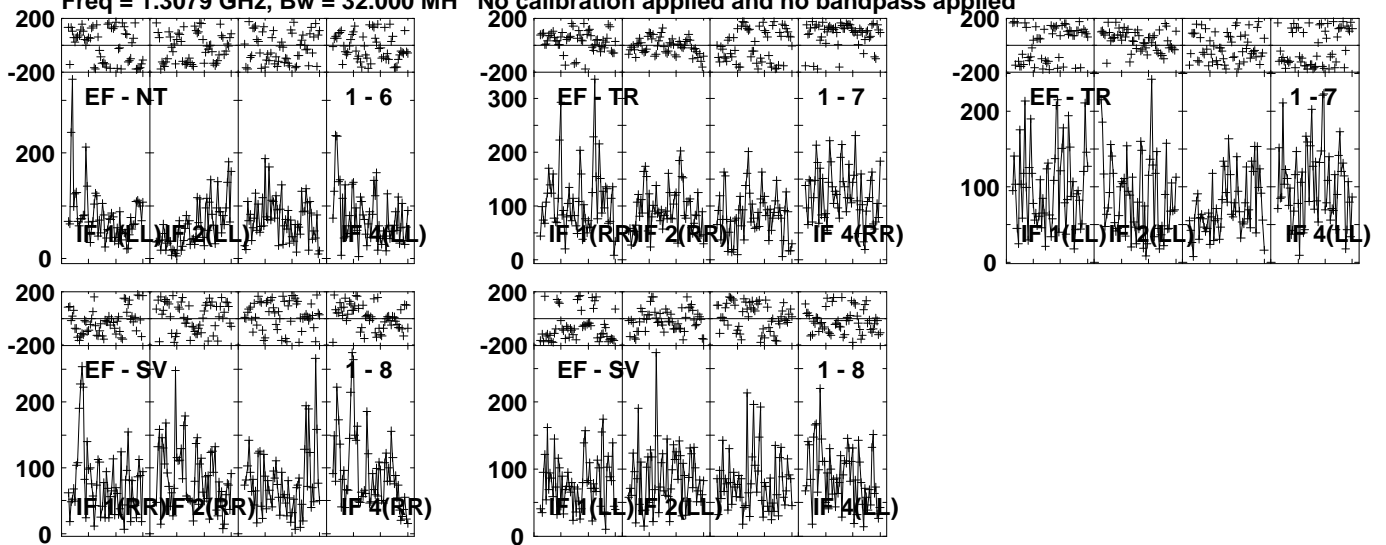 Freq = 1.3079 GHz, Bw = 32.000 MH No calibration applied and no bandpass applied
200
-200
EF - NT 1 - 6
200
0
IF 1(LL) IF 2(LL) IF 4(LL)
200
-200
300
EF - TR 1 - 7
200
100
0
IF 1(RR) IF 2(RR) IF 4(RR)
200
-200
200
EF - TR 1 - 7
100
0
IF 1(LL) IF 2(LL) IF 4(LL)
200
-200
EF - SV 1 - 8
200
100
0
IF 1(RR) IF 2(RR) IF 4(RR)
200
-200
EF - SV 1 - 8
200
100
0
IF 1(LL) IF 2(LL) IF 4(LL)